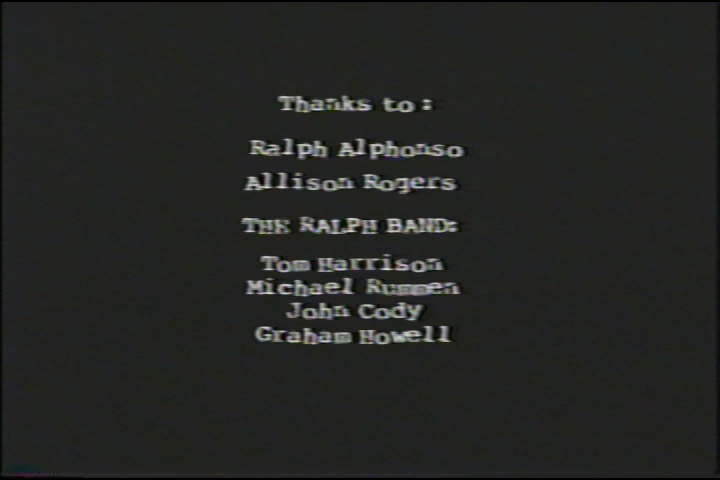 Thanks to:
Ralph Alphonso
Allison Rogers
THE RALPH BAND:
Tom Harrison
Michael Rummen
John Cody
Graham Howell